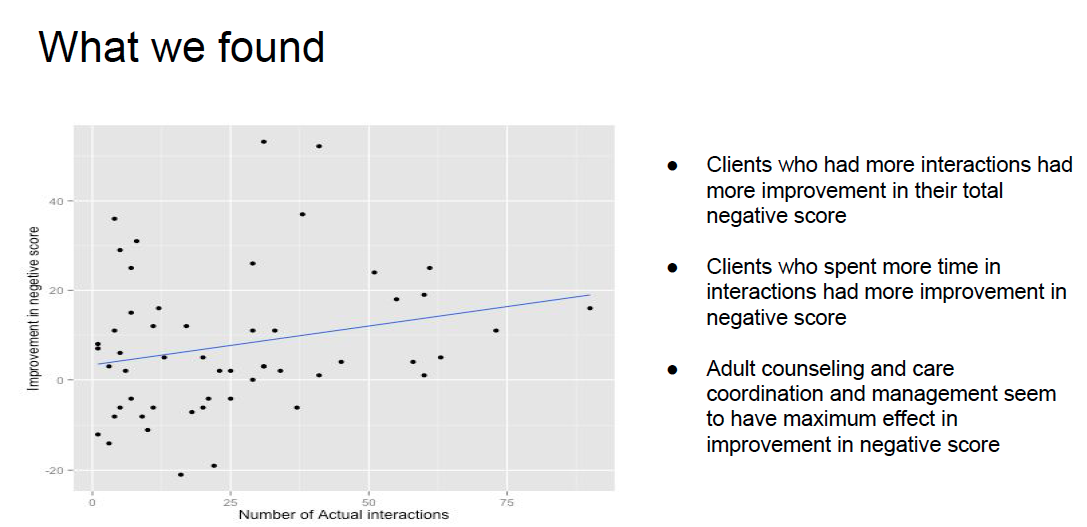 What we found
Improvement in negetive score
40
20
0
-20
0
25
50
75
Number of Actual interactions
● Clients who had more interactions had
more improvement in their total
negative score
● Clients who spent more time in
interactions had more improvement in
negative score
● Adult counseling and care
coordination and management seem
to have maximum effect in
improvement in negative score